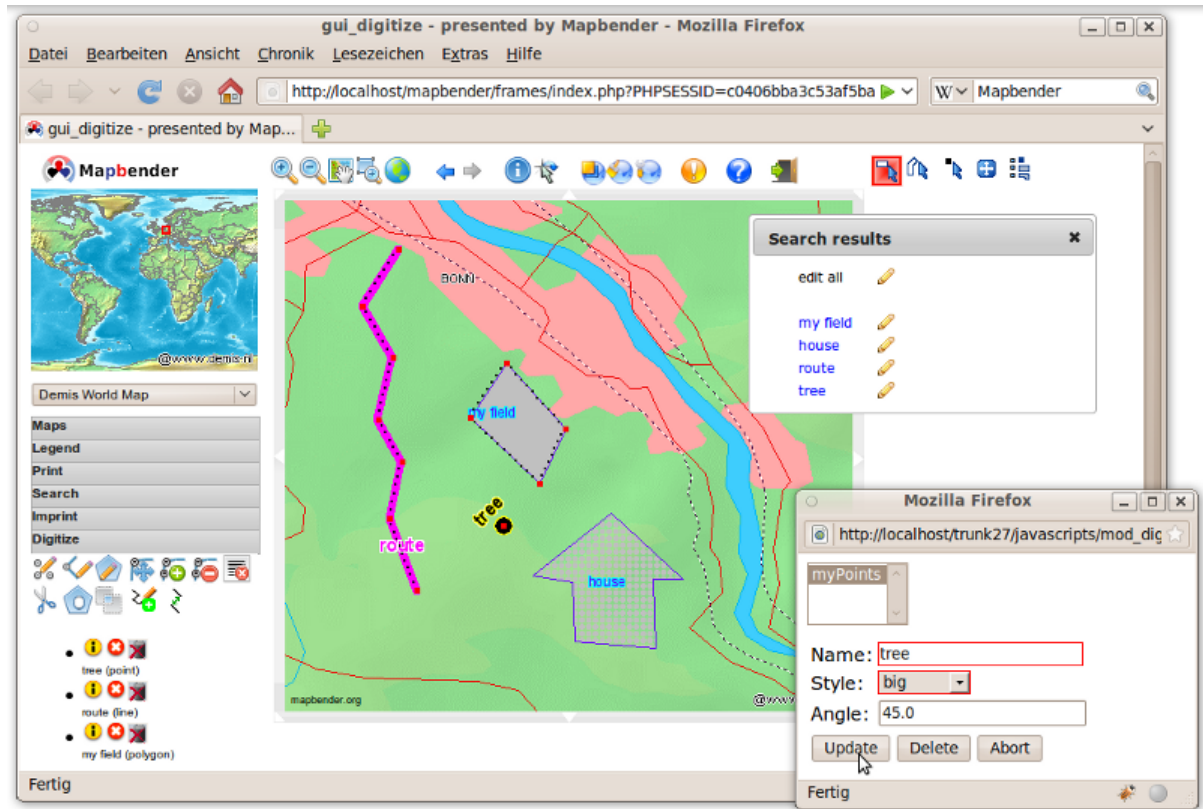 gui_digitize - presented by Mapbender - Mozilla Firefox
Datei Bearbeiten Ansicht Chronik Lesezeichen Extras Hilfe
http://localhost/mapbender/frames/index.php?PHPSESSID=c0406bba3c53af5ba
W Mapbender
gui_digitize - presented by Map...
Mapbender
@www.demis.nl
Demis World Map
Maps
Legend
Print
Search
Imprint
Digitize
tree (point)
route (line)
my field (polygon)
BONN
my field
tree
route
house
mapbender.org
@www
Search results
edit all
my field
house
route
tree
Mozilla Firefox
http://localhost/trunk27/javascripts/mod_dig
myPoints
Name: tree
Style: big
Angle: 45.0
Update Delete Abort
Fertig
Fertig